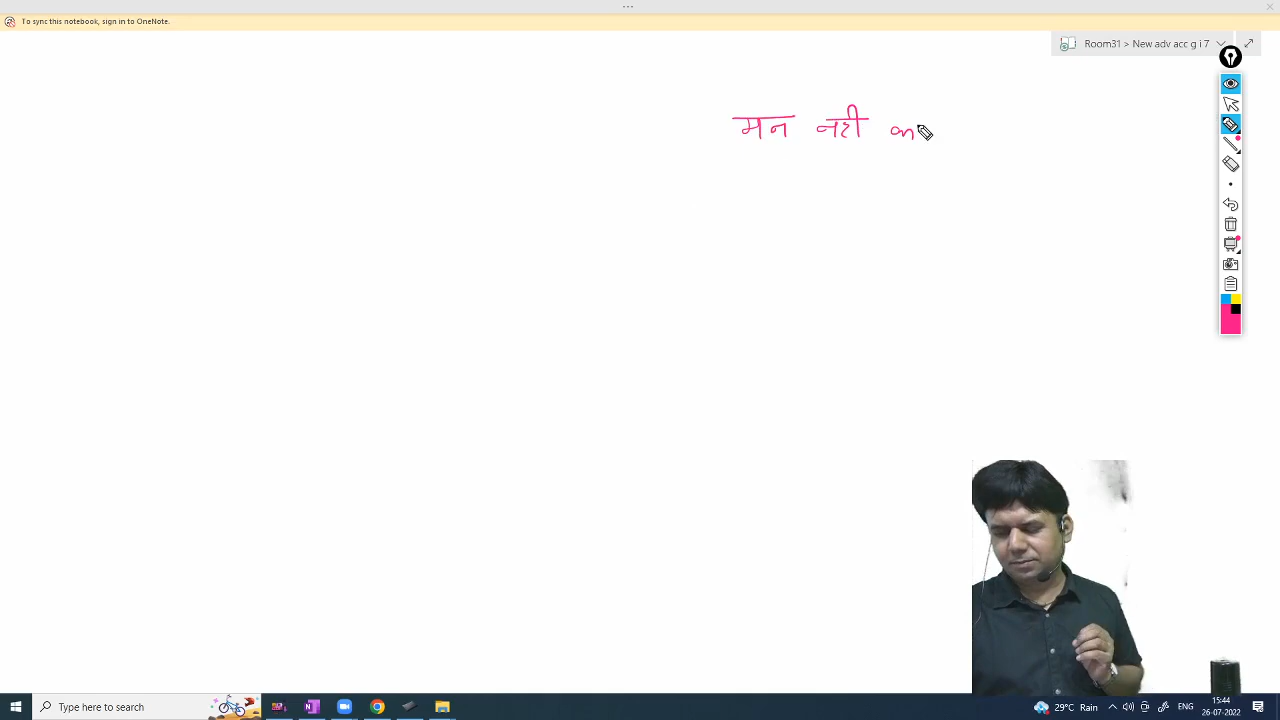 To sync this notebook, sign in to OneNote.
Room31 > New adv acc g i 7
मन नही
Type here to search
29°C Rain
ENG
15:44
26-07-2022